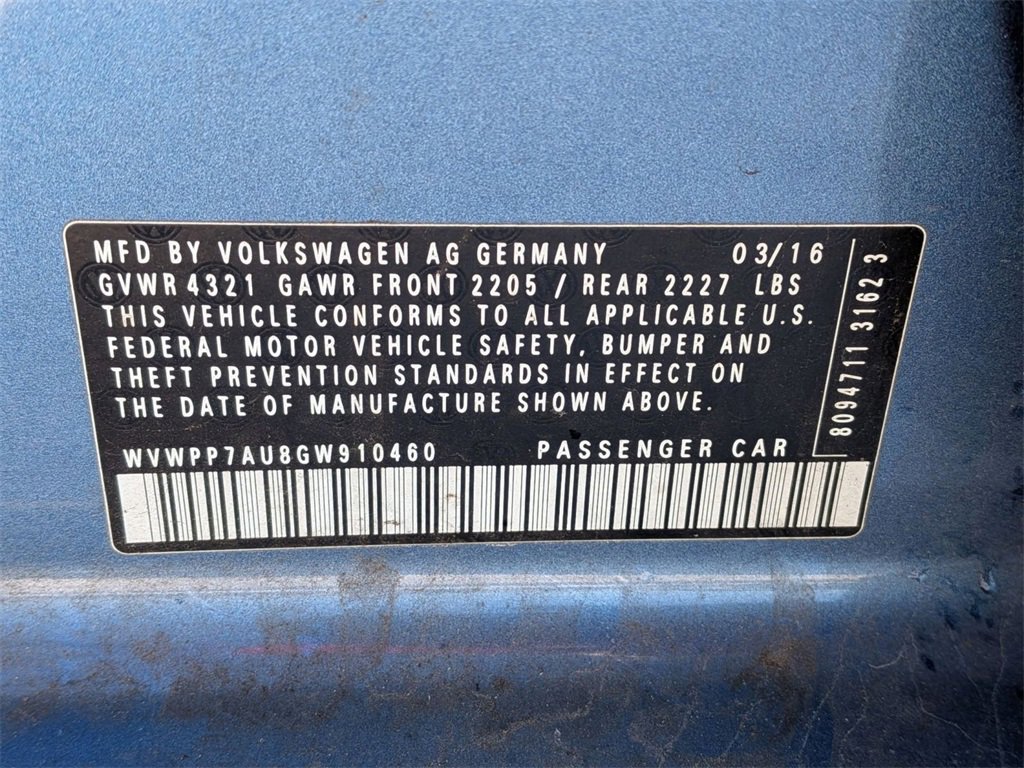 MFD BY VOLKSWAGEN AG GERMANY 03/16
GVWR 4321 GAWR FRONT 2205 / REAR 2227 LBS
THIS VEHICLE CONFORMS TO ALL APPLICABLE U.S.
FEDERAL MOTOR VEHICLE SAFETY, BUMPER AND
THEFT PREVENTION STANDARDS IN EFFECT ON
THE DATE OF MANUFACTURE SHOWN ABOVE.
WVWPP7AU8GW910460 PASSENGER CAR
8094711 3162 3